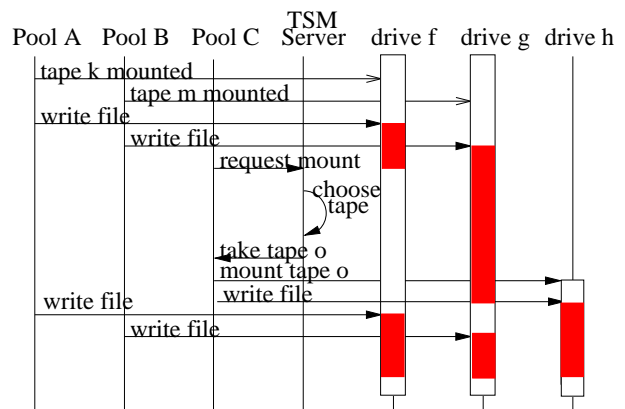 TSM
Pool A Pool B Pool C Server drive f drive g drive h
tape k mounted
tape m mounted
write file
write file
request mount
choose
tape
take tape o
mount tape o
write file
write file
write file